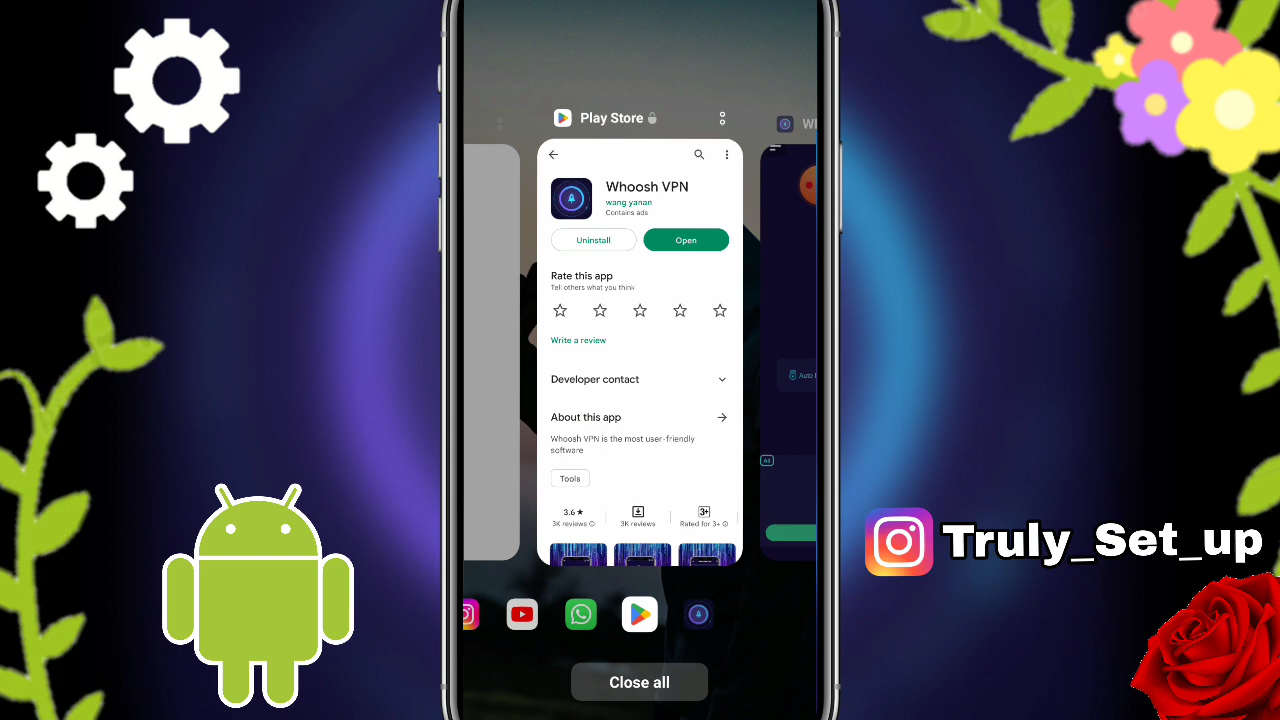 Play Store
Whoosh VPN
wang yanan
Contains ads
Uninstall
Open
Rate this app
Tell others what you think
Write a review
Developer contact
About this app
Whoosh VPN is the most user-friendly
software
Tools
3.6★
3K reviews
3K reviews
3+
Rated for 3+
Auto
Ad
Close all
Truly_Set_up